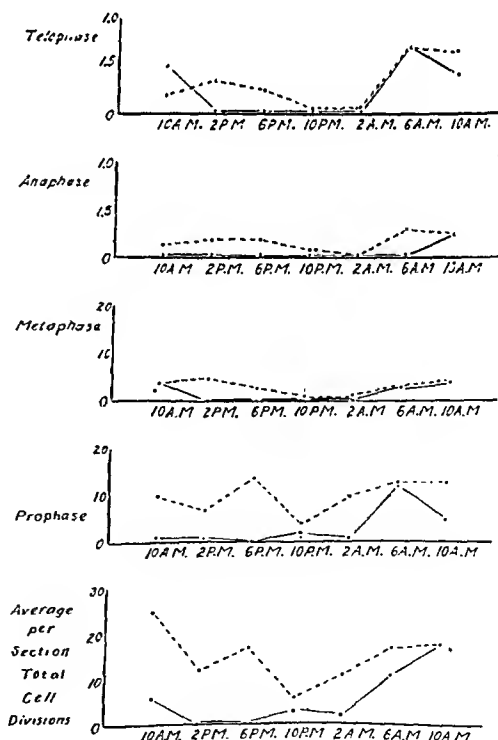 1.0
Telophase
1.5
0
10A.M. 2P.M 6P.M. 10P.M. 2A.M. 6A.M. 10A.M.
1.0
Anaphase
1.5
0
10A.M 2P.M. 6P.M. 10P.M. 2A.M. 6A.M 10A.M
20
Metaphase
10
0
10A.M 2P.M. 6P.M. 10P.M. 2A.M. 6A.M. 10A.M
20
10
Prophase
0
10A.M. 2P.M. 6P.M. 10P.M. 2A.M. 6A.M. 10A.M
30
Average
per
20
Section
Total
10
Cell
Divisions
0
10A.M. 2P.M. 6P.M. 10P.M 2A.M. 6A.M. 10A.M.